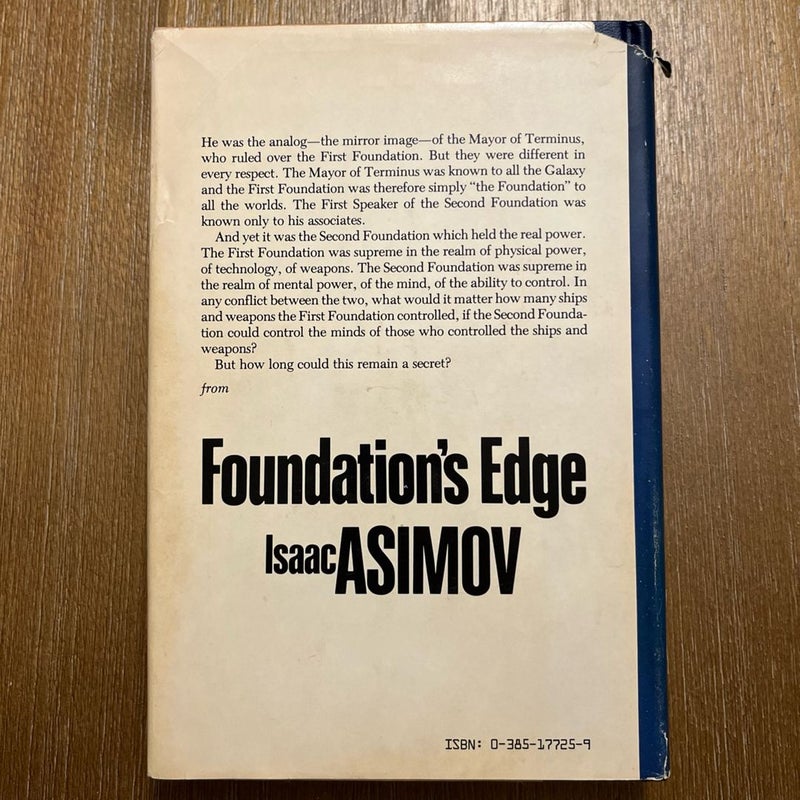 He was the analog—the mirror image—of the Mayor of Terminus,
who ruled over the First Foundation. But they were different in
every respect. The Mayor of Terminus was known to all the Galaxy
and the First Foundation was therefore simply “the Foundation” to
all the worlds. The First Speaker of the Second Foundation was
known only to his associates.
And yet it was the Second Foundation which held the real power.
The First Foundation was supreme in the realm of physical power,
of technology, of weapons. The Second Foundation was supreme in
the realm of mental power, of the mind, of the ability to control. In
any conflict between the two, what would it matter how many ships
and weapons the First Foundation controlled, if the Second Founda-
tion could control the minds of those who controlled the ships and
weapons?
But how long could this remain a secret?
from
Foundation's Edge
Isaac ASIMOV
ISBN: 0-385-17725-9